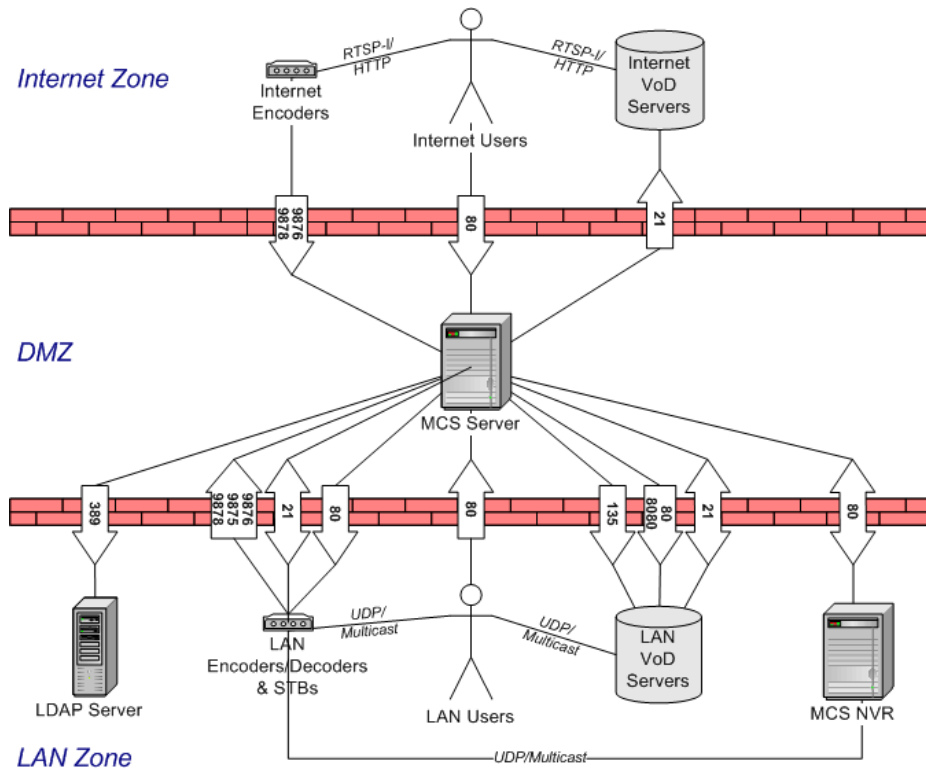 Internet Zone
RTSP-I/
HTTP
RTSP-I/
HTTP
Internet
Encoders
Internet Users
Internet
VoD
Servers
9876
9878
80
21
DMZ
MCS Server
389
9876
9875
9878
21
80
80
135
80
8080
21
80
UDP/
Multicast
UDP/
Multicast
LDAP Server
LAN
Encoders/Decoders
& STBs
LAN Users
LAN
VoD
Servers
MCS NVR
LAN Zone
UDP/Multicast